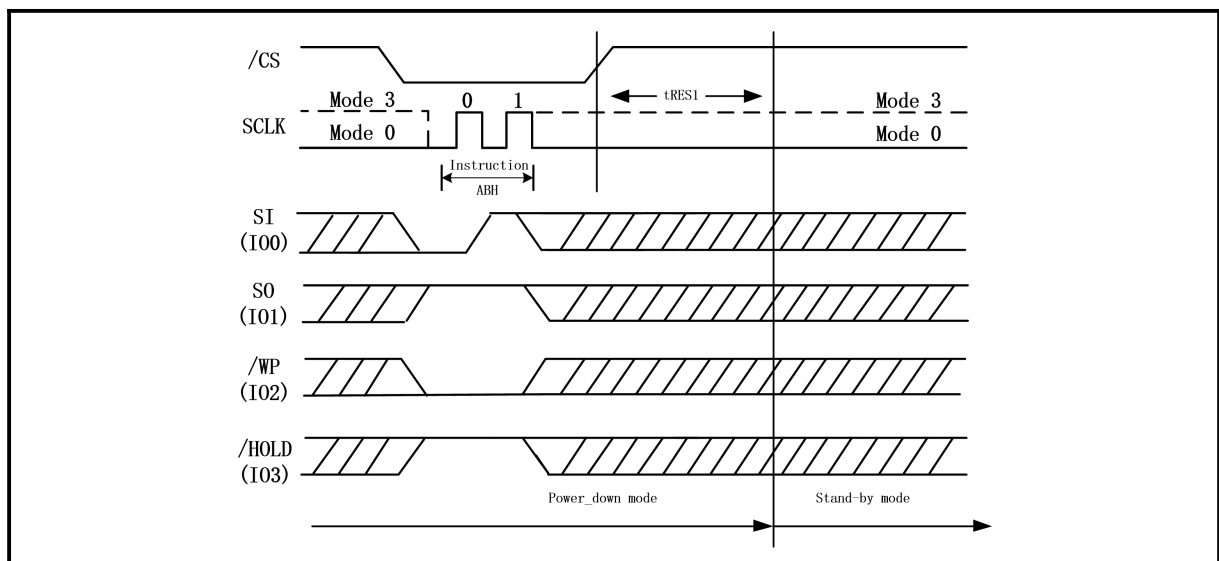 /CS
Mode 3 0 1 tRES1 Mode 3
SCLK
Mode 0 Mode 0
Instruction
ABH
SI
(IO0)
SO
(IO1)
/WP
(IO2)
/HOLD
(IO3)
Power_down mode Stand-by mode